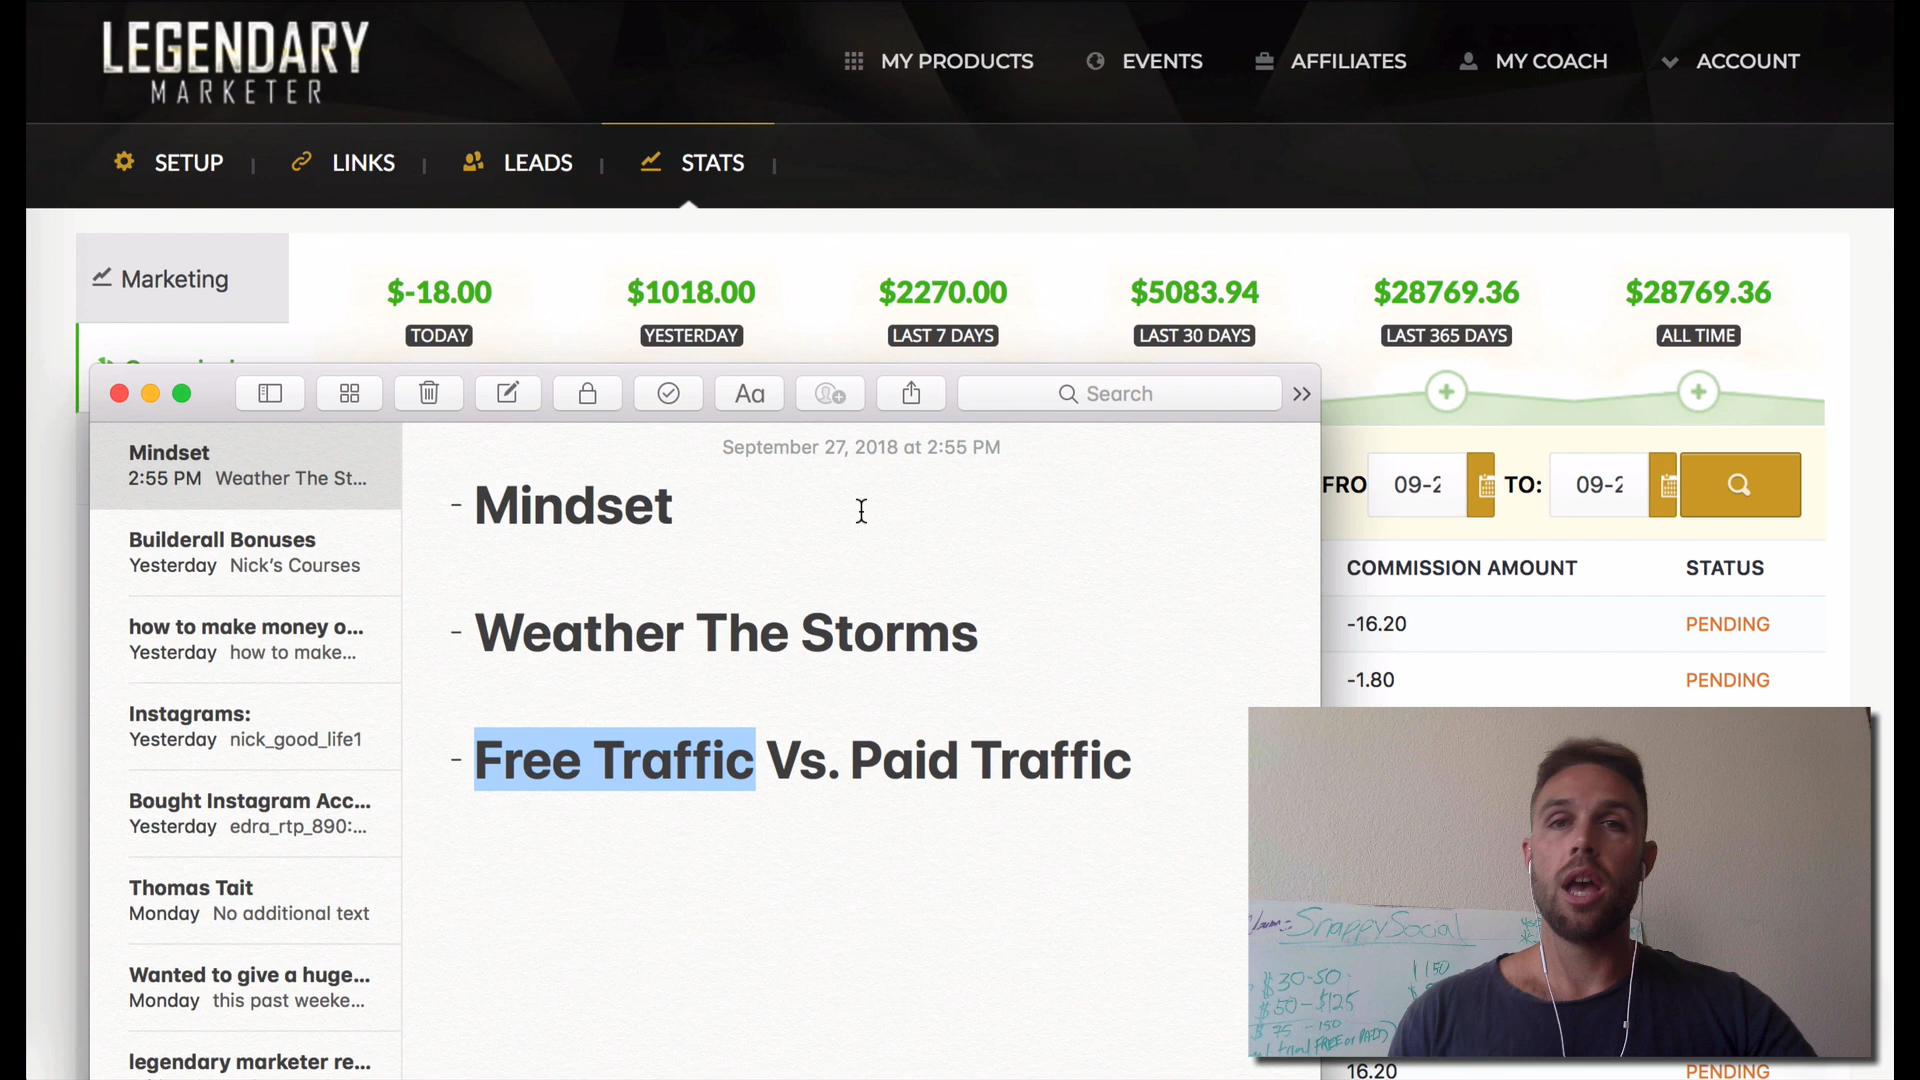 LEGENDARY
MARKETER
MY PRODUCTS
EVENTS
AFFILIATES
MY COACH
ACCOUNT
SETUP
LINKS
LEADS
STATS
Marketing
$-18.00
TODAY
$1018.00
YESTERDAY
$2270.00
LAST 7 DAYS
$5083.94
LAST 30 DAYS
$28769.36
LAST 365 DAYS
$28769.36
ALL TIME
Aa
Search
Mindset
2:55 PM Weather The St...
Builderall Bonuses
Yesterday Nick's Courses
how to make money o...
Yesterday how to make...
Instagrams:
Yesterday nick_good_life1
Bought Instagram Acc...
Yesterday edra_rtp_890:...
Thomas Tait
Monday No additional text
Wanted to give a huge...
Monday this past weeke...
legendary marketer re...
September 27, 2018 at 2:55 PM
- Mindset
- Weather The Storms
- Free Traffic Vs. Paid Traffic
FRO 09-2 TO: 09-2
COMMISSION AMOUNT STATUS
-16.20 PENDING
-1.80 PENDING
16.20 PENDING
SnappySocial
$30-50
$50-$125
$75-150
FREE or PAID)